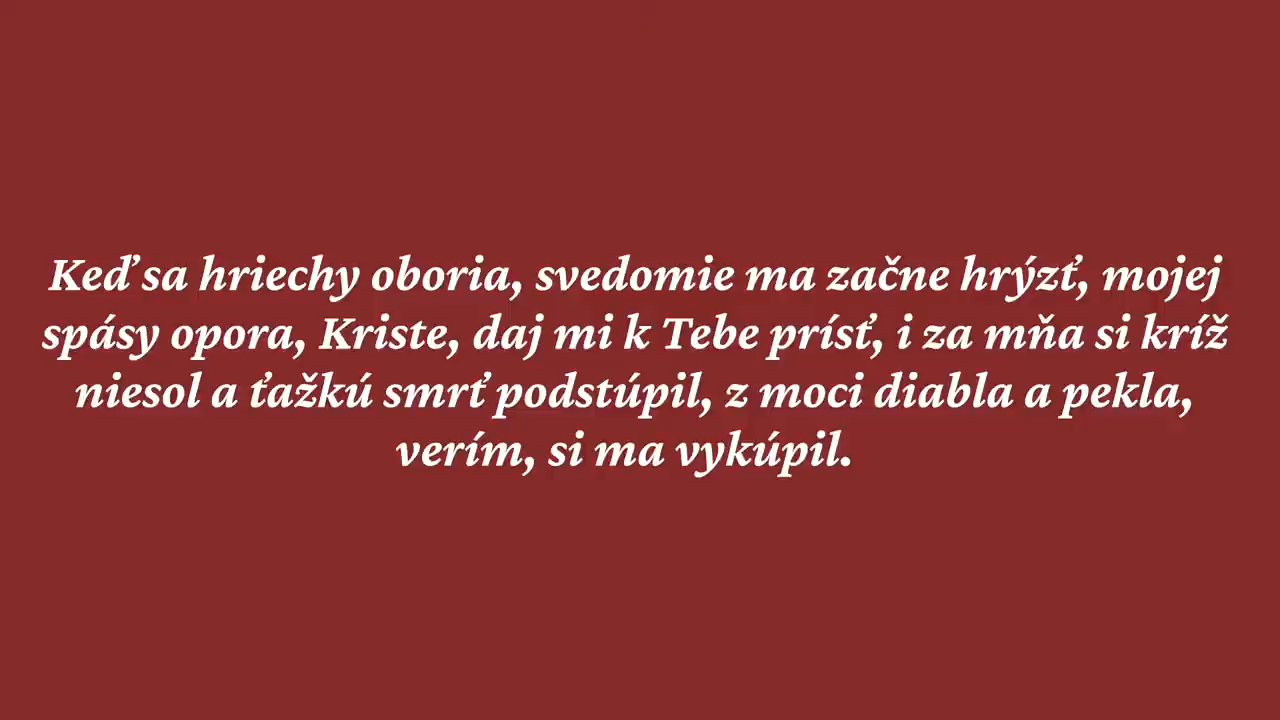 Keď sa hriechy oboria, svedomie ma začne hrýzť, mojej
spásy opora, Kriste, daj mi k Tebe prísť, i za mňa si kríž
niesol a ťažkú smrť podstúpil, z moci diabla a pekla,
verím, si ma vykúpil.